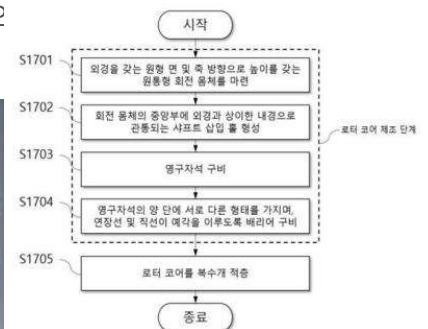 시작
S1701
외경을 갖는 원형 면 및 축 방향으로 높이를 갖는
원통형 회전 몸체를 마련
S1702
회전 몸체의 중앙부에 외경과 상이한 내경으로
관통되는 샤프트 삽입 홀 형성
로터 코어 제조 단계
S1703
영구자석 구비
S1704
영구자석의 양 단에 서로 다른 형태를 가지며,
연장선 및 직선이 예각을 이루도록 배리어 구비
S1705
로터 코어를 복수개 적층
종료